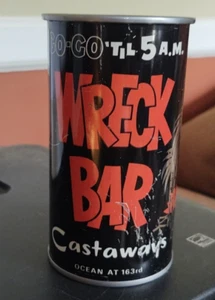 GO-GO 'TIL 5 A.M.
WRECK
BAR
Castaways
OCEAN AT 163rd